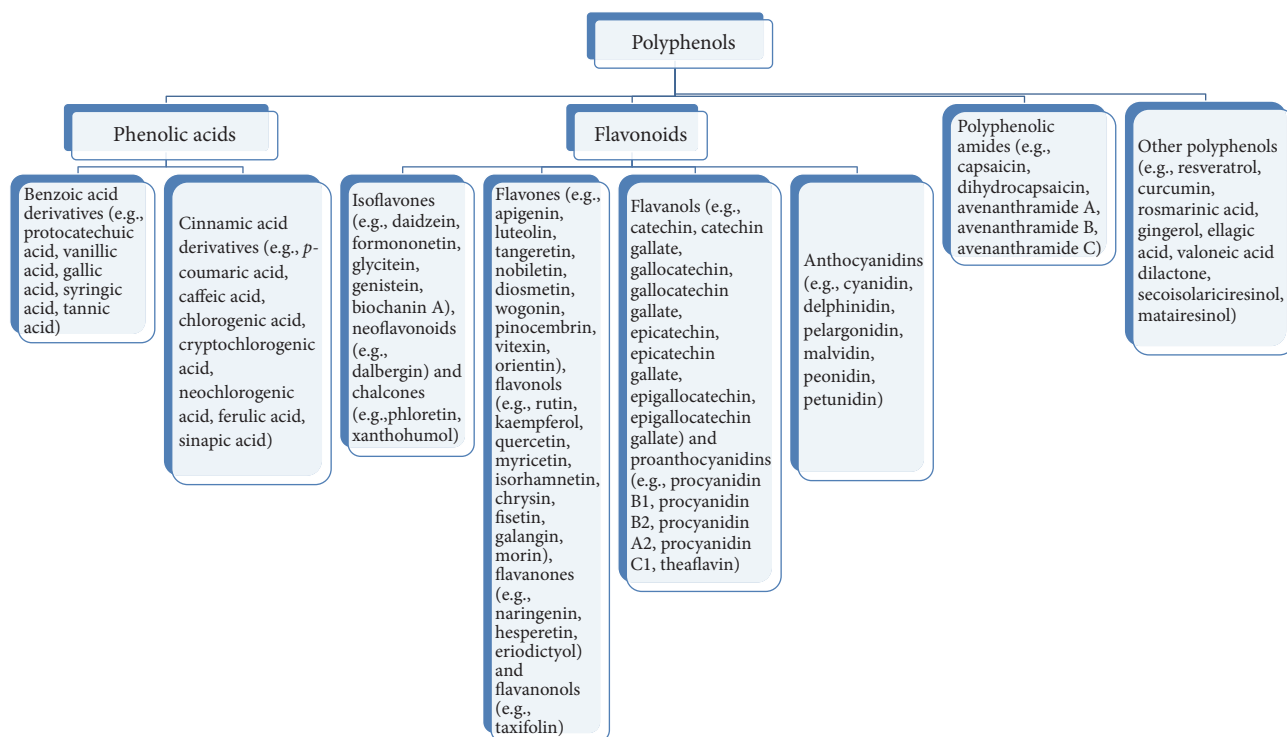 Polyphenols
Phenolic acids
Flavonoids
Polyphenolic
amides (e.g.,
capsaicin,
dihydrocapsaicin,
avenanthramide A,
avenanthramide B,
avenanthramide C)
Other polyphenols
(e.g., resveratrol,
curcumin,
rosmarinic acid,
gingerol, ellagic
acid, valoneic acid
dilactone,
secoisolariciresinol,
matairesinol)
Benzoic acid
derivatives (e.g.,
protocatechuic
acid, vanillic
acid, gallic
acid, syringic
acid, tannic
acid)
Cinnamic acid
derivatives (e.g., p-
coumaric acid,
caffeic acid,
chlorogenic acid,
cryptochlorogenic
acid,
neochlorogenic
acid, ferulic acid,
sinapic acid)
Isoflavones
(e.g., daidzein,
formononetin,
glycitein,
genistein,
biochanin A),
neoflavonoids
(e.g.,
dalbergin) and
chalcones
(e.g.,phloretin,
xanthohumol)
Flavones (e.g.,
apigenin,
luteolin,
tangeretin,
nobiletin,
diosmetin,
wogonin,
pinocembrin,
vitexin,
orientin),
flavonols
(e.g., rutin,
kaempferol,
quercetin,
myricetin,
isorhamnetin,
chrysin,
fisetin,
galangin,
morin),
flavanones
(e.g.,
naringenin,
hesperetin,
eriodictyol) and
flavanonols
(e.g.,
taxifolin)
Flavanols (e.g.,
catechin, catechin
gallate,
gallocatechin,
gallocatechin
gallate,
epicatechin,
epicatechin
gallate,
epigallocatechin,
epigallocatechin
gallate) and
proanthocyanidins
(e.g., procyanidin
B1, procyanidin
B2, procyanidin
A2, procyanidin
C1, theaflavin)
Anthocyanidins
(e.g., cyanidin,
delphinidin,
pelargonidin,
malvidin,
peonidin,
petunidin)